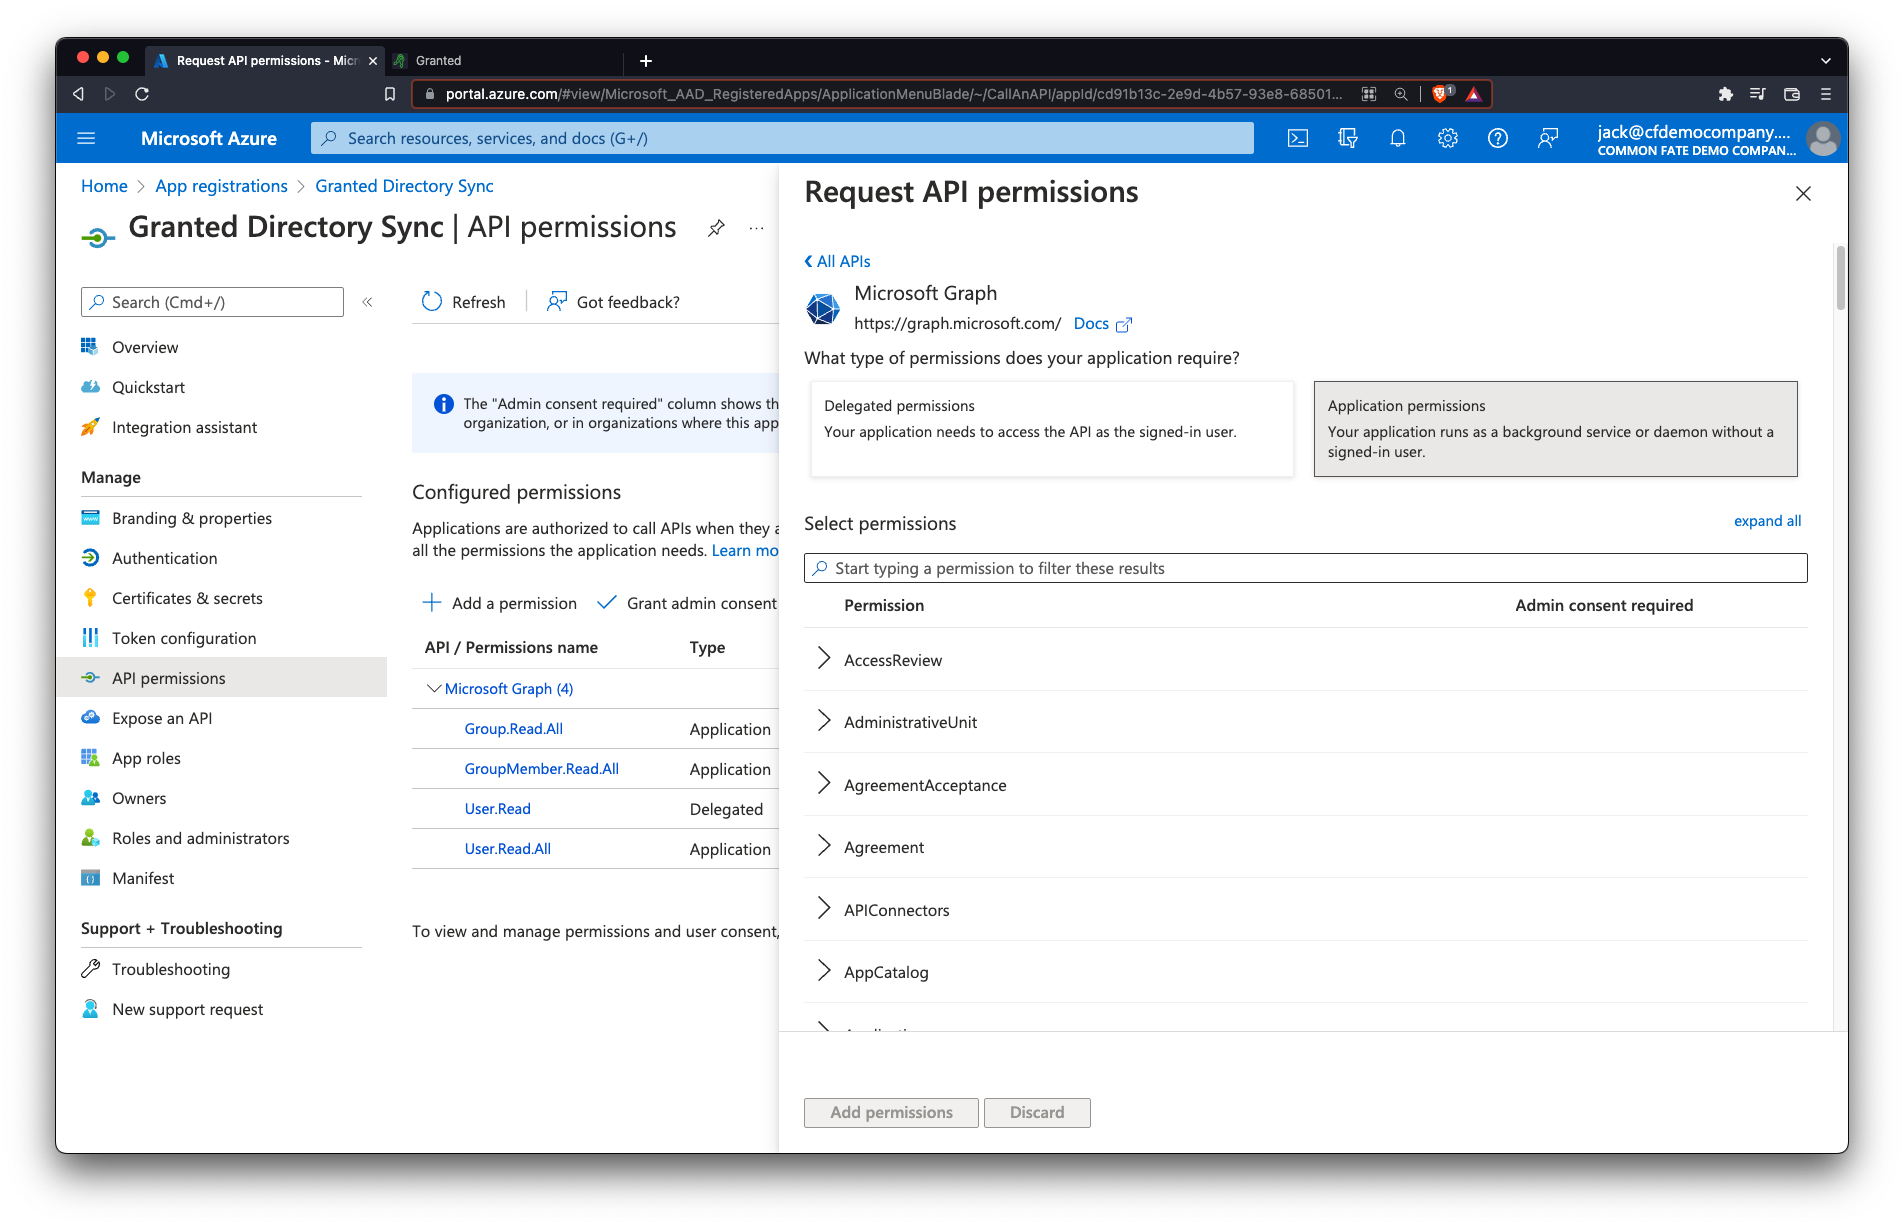 Request API permissions - Micr
Granted
portal.azure.com/#view/Microsoft_AAD_RegisteredApps/ApplicationMenuBlade/~/CallAnAPI/appId/cd91b13c-2e9d-4b57-93e8-68501...
1
Microsoft Azure
Search resources, services, and docs (G+/)
jack@cfdemocompany....
COMMON FATE DEMO COMPAN...
Home > App registrations > Granted Directory Sync
Granted Directory Sync | API permissions
...
Search (Cmd+/)
«
Overview
Quickstart
Integration assistant
Manage
Branding & properties
Authentication
Certificates & secrets
Token configuration
API permissions
Expose an API
App roles
Owners
Roles and administrators
Manifest
Support + Troubleshooting
Troubleshooting
New support request
Refresh
Got feedback?
The "Admin consent required" column shows th
organization, or in organizations where this app
Configured permissions
Applications are authorized to call APIs when they a
all the permissions the application needs. Learn mo
Add a permission
Grant admin consent
API / Permissions name Type
Microsoft Graph (4)
Group.Read.All Application
GroupMember.Read.All Application
User.Read Delegated
User.Read.All Application
To view and manage permissions and user consent,
Request API permissions
All APIs
Microsoft Graph
https://graph.microsoft.com/ Docs
What type of permissions does your application require?
Delegated permissions
Your application needs to access the API as the signed-in user.
Application permissions
Your application runs as a background service or daemon without a
signed-in user.
Select permissions
expand all
Start typing a permission to filter these results
Permission Admin consent required
AccessReview
AdministrativeUnit
AgreementAcceptance
Agreement
APIConnectors
AppCatalog
Add permissions
Discard